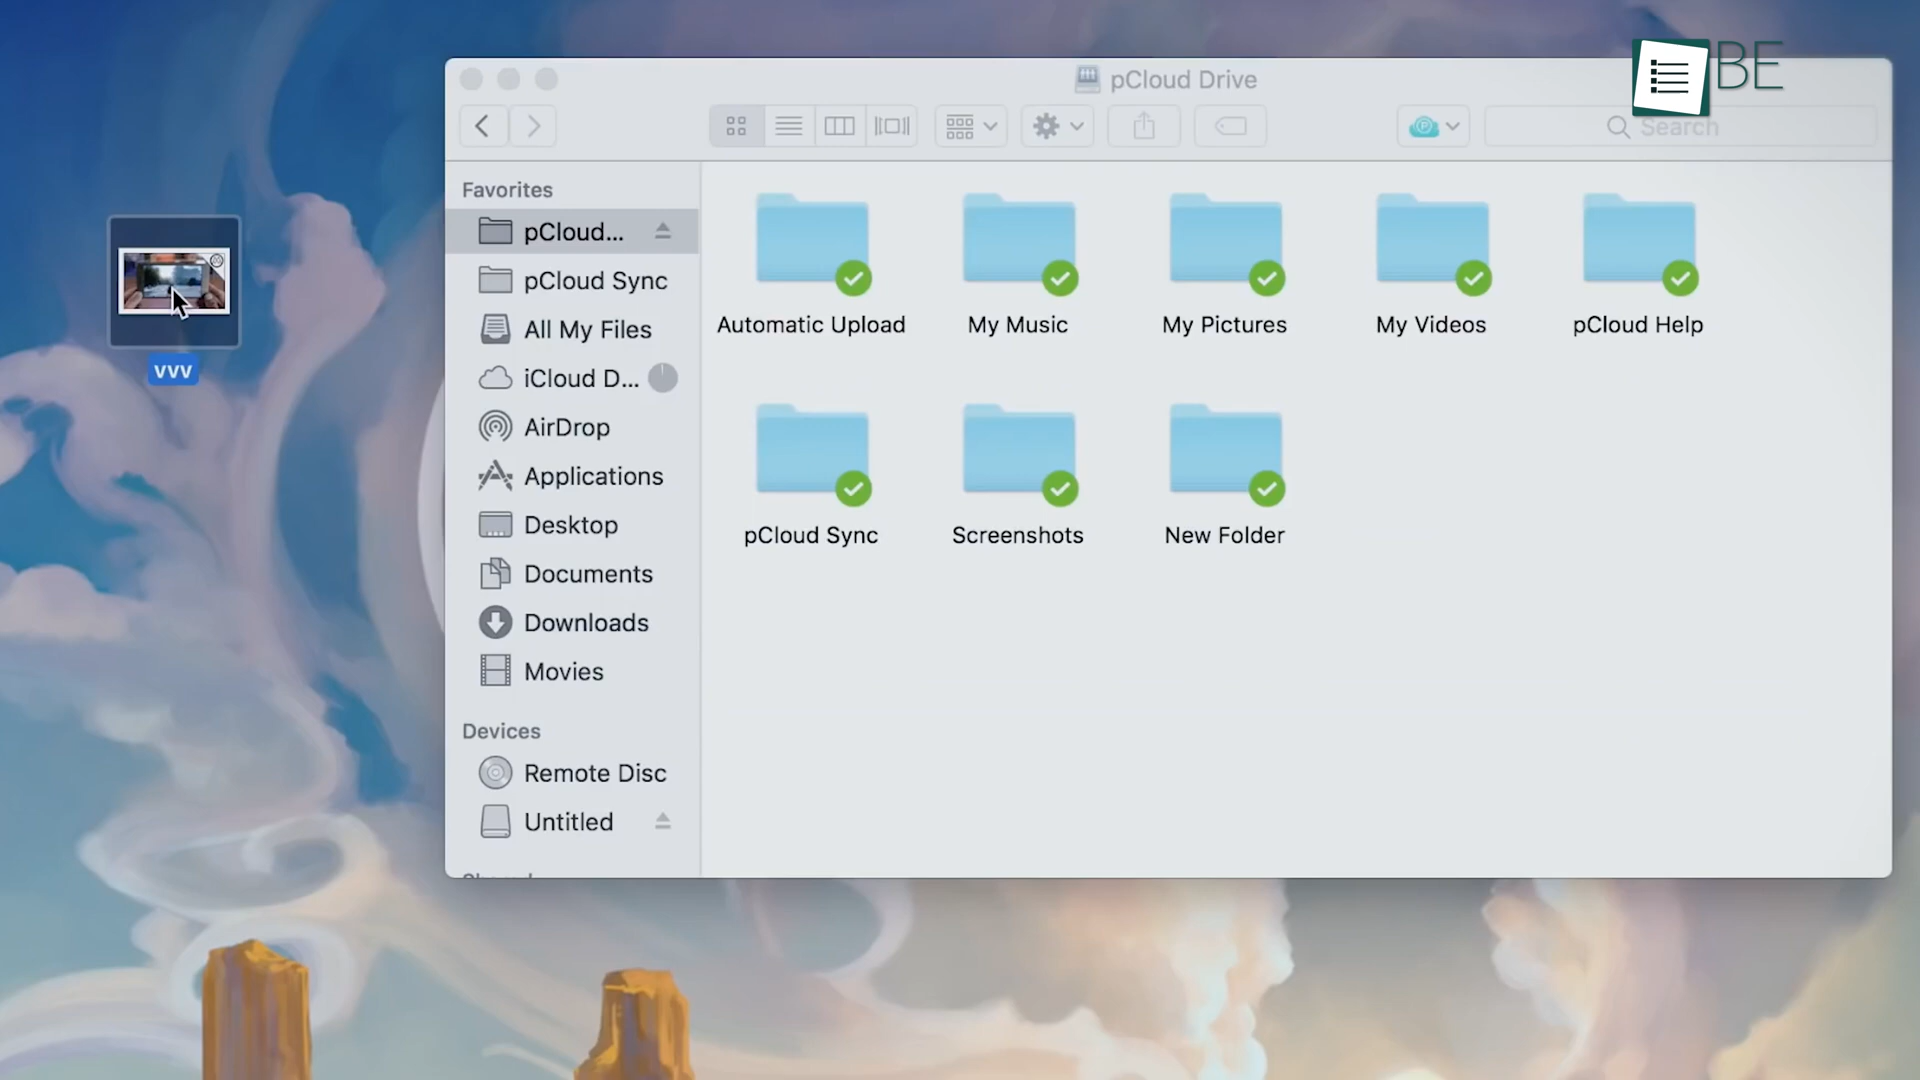 BE
pCloud Drive
Search
Favorites
pCloud...
pCloud Sync
All My Files
iCloud D...
AirDrop
Applications
Desktop
Documents
Downloads
Movies
Devices
Remote Disc
Untitled
vvv
Automatic Upload
My Music
My Pictures
My Videos
pCloud Help
pCloud Sync
Screenshots
New Folder